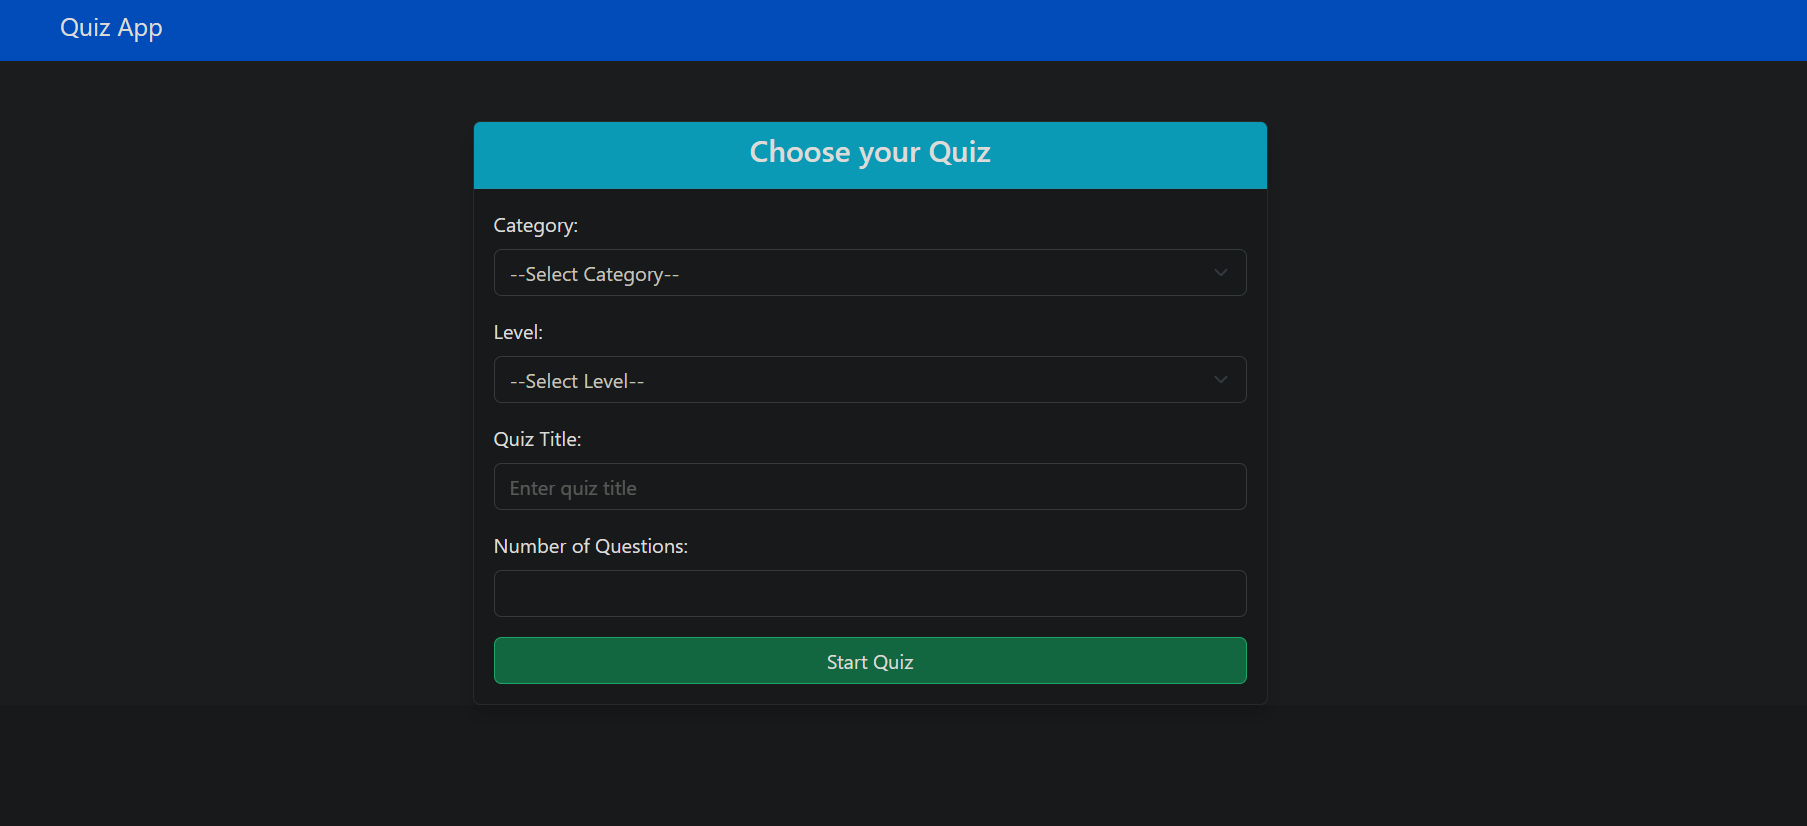 Quiz App
Choose your Quiz
Category:
--Select Category--
Level:
--Select Level--
Quiz Title:
Enter quiz title
Number of Questions:
Start Quiz